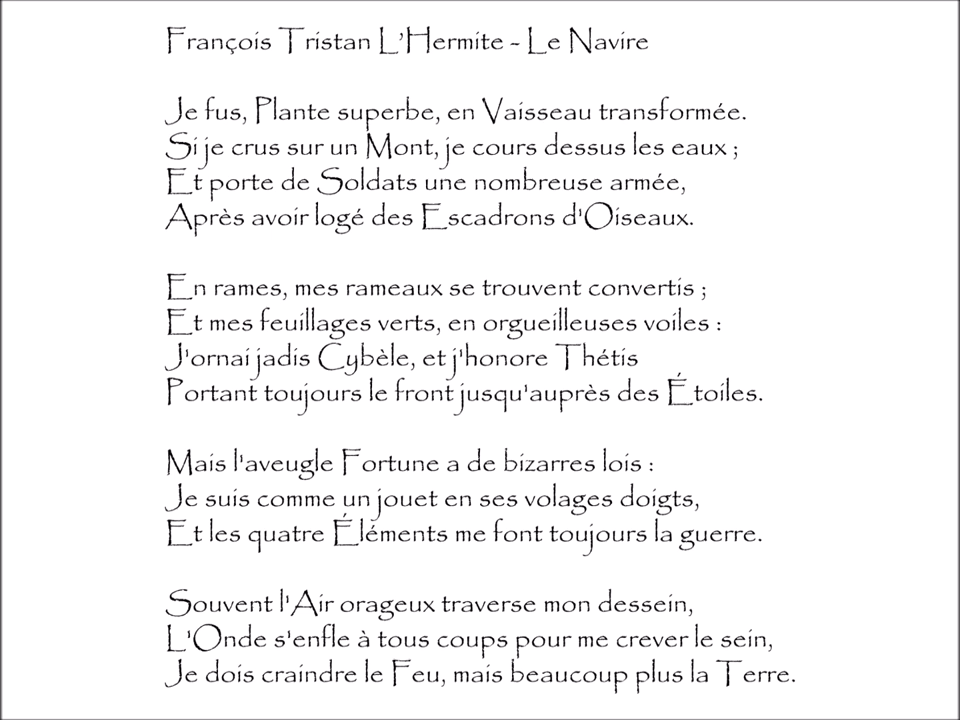 François Tristan L'Hermite - Le Navire
Je fus, Plante superbe, en Vaisseau transformée.
Si je crus sur un Mont, je cours dessus les eaux ;
Et porte de Soldats une nombreuse armée,
Après avoir logé des Escadrons d'Oiseaux.
En rames, mes rameaux se trouvent convertis ;
Et mes feuillages verts, en orgueilleuses voiles :
J'ornai jadis Cybèle, et j'honore Thétis
Portant toujours le front jusqu'auprès des Étoiles.
Mais l'aveugle Fortune a de bizarres lois :
Je suis comme un jouet en ses volages doigts,
Et les quatre Éléments me font toujours la guerre.
Souvent l'Air orageux traverse mon dessein,
L'Onde s'enfle à tous coups pour me crever le sein,
Je dois craindre le Feu, mais beaucoup plus la Terre.